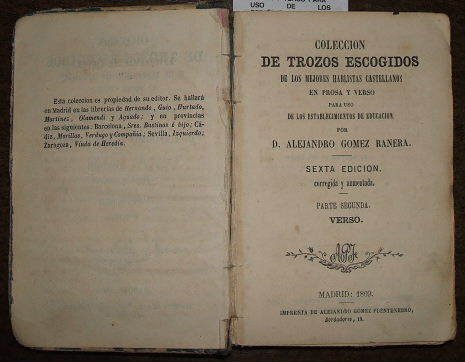 USO DE LOS
Esta coleccion es propiedad de su editor. Se hallará
en Madrid en las librerías de Hernando, Guio, Hurtado,
Martinez, Olamendi y Aguado; y en provincias
en las siguientes: Barcelona, Sres. Bastinos é hijo; Cá-
diz, Morillas, Verdugo y Compañía; Sevilla, Izquierdo;
Zaragoza, Viuda de Heredia.
COLECCION
DE TROZOS ESCOGIDOS
DE LOS MEJORES HABLISTAS CASTELLANOS
EN PROSA Y VERSO
PARA USO
DE LOS ESTABLECIMIENTOS DE EDUCACION
POR
D. ALEJANDRO GOMEZ RANERA.
SEXTA EDICION,
corregida y aumentada.
PARTE SEGUNDA.
VERSO.
MADRID: 1869.
IMPRENTA DE ALEJANDRO GOMEZ FUENTENEBRO,
Bordadores, 10.